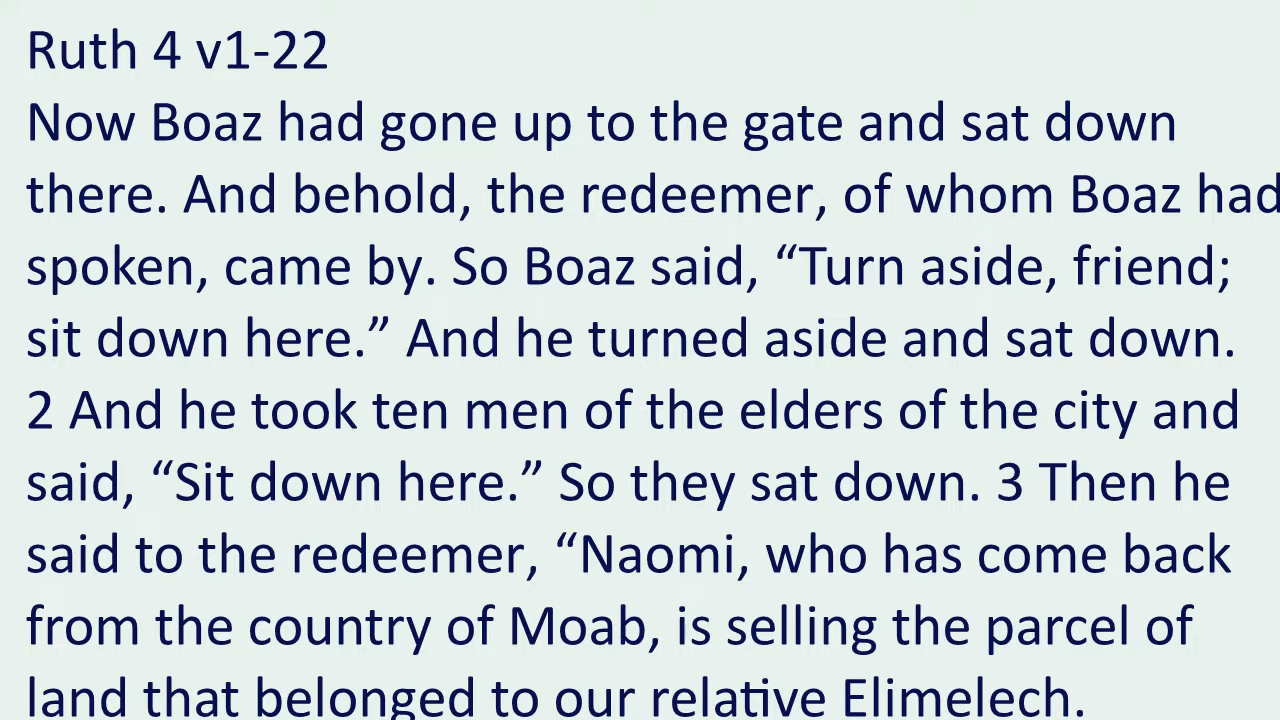 Ruth 4 v1-22
Now Boaz had gone up to the gate and sat down
there. And behold, the redeemer, of whom Boaz had
spoken, came by. So Boaz said, “Turn aside, friend;
sit down here.” And he turned aside and sat down.
2 And he took ten men of the elders of the city and
said, “Sit down here.” So they sat down. 3 Then he
said to the redeemer, “Naomi, who has come back
from the country of Moab, is selling the parcel of
land that belonged to our relative Elimelech.